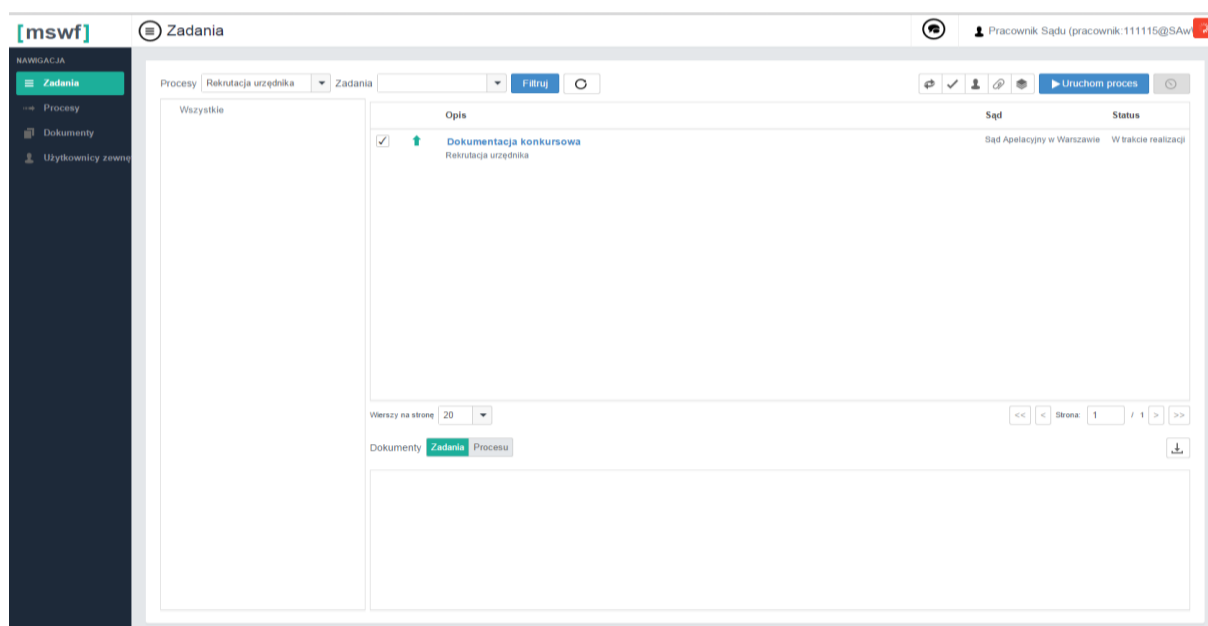 [mswf]
Zadania
Pracownik Sądu (pracownik:111115@SAw
NAWIGACJA
Zadania
Procesy
Dokumenty
Użytkownicy zewnę
Procesy Rekrutacja urzędnika Zadania Filtruj Uruchom proces
Wszystkie
Opis Sąd Status
Dokumentacja konkursowa Sąd Apelacyjny w Warszawie W trakcie realizacji
Rekrutacja urzędnika
Wierszy na stronę 20 << < Strona: 1 / 1 > >>
Dokumenty Zadania Procesu